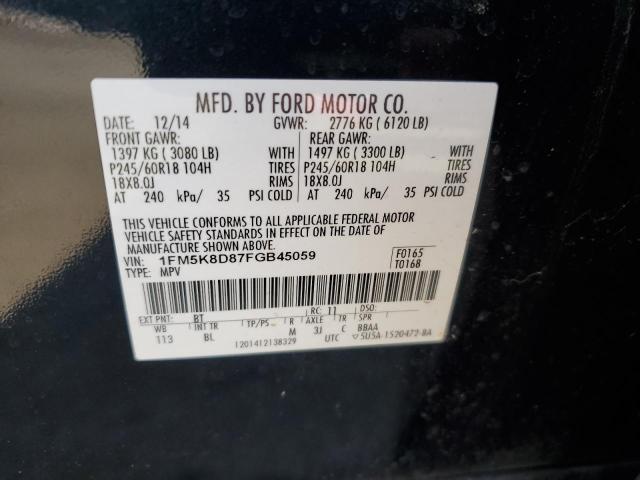 MFD. BY FORD MOTOR CO.
DATE: 12/14 GVWR: 2776 KG ( 6120 LB)
FRONT GAWR: REAR GAWR:
1397 KG ( 3080 LB) WITH 1497 KG ( 3300 LB) WITH
P245/60R18 104H TIRES P245/60R18 104H TIRES
18X8.0J RIMS 18X8.0J RIMS
AT 240 kPa/ 35 PSI COLD AT 240 kPa/ 35 PSI COLD
THIS VEHICLE CONFORMS TO ALL APPLICABLE FEDERAL MOTOR
VEHICLE SAFETY STANDARDS IN EFFECT ON THE DATE OF
MANUFACTURE SHOWN ABOVE.
VIN: 1FM5K8D87FGB45059 F0165
TYPE: MPV T0168
EXT PNT: BT RC: 11
WB INT TR TP/PS R AXLE TR SPR
113 BL M 3J C BBAA
1201412138329 UTC 5U5A-1520472-BA